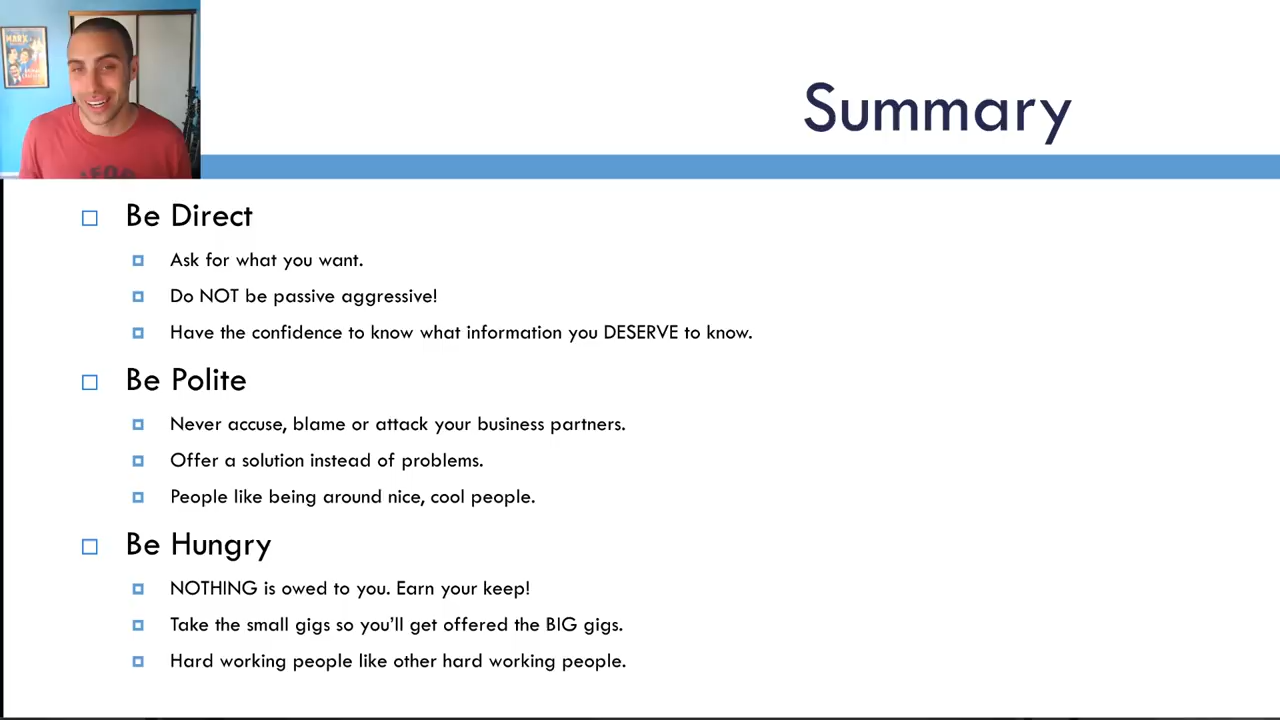 MARX
Summary
Be Direct
Ask for what you want.
Do NOT be passive aggressive!
Have the confidence to know what information you DESERVE to know.
Be Polite
Never accuse, blame or attack your business partners.
Offer a solution instead of problems.
People like being around nice, cool people.
Be Hungry
NOTHING is owed to you. Earn your keep!
Take the small gigs so you’ll get offered the BIG gigs.
Hard working people like other hard working people.